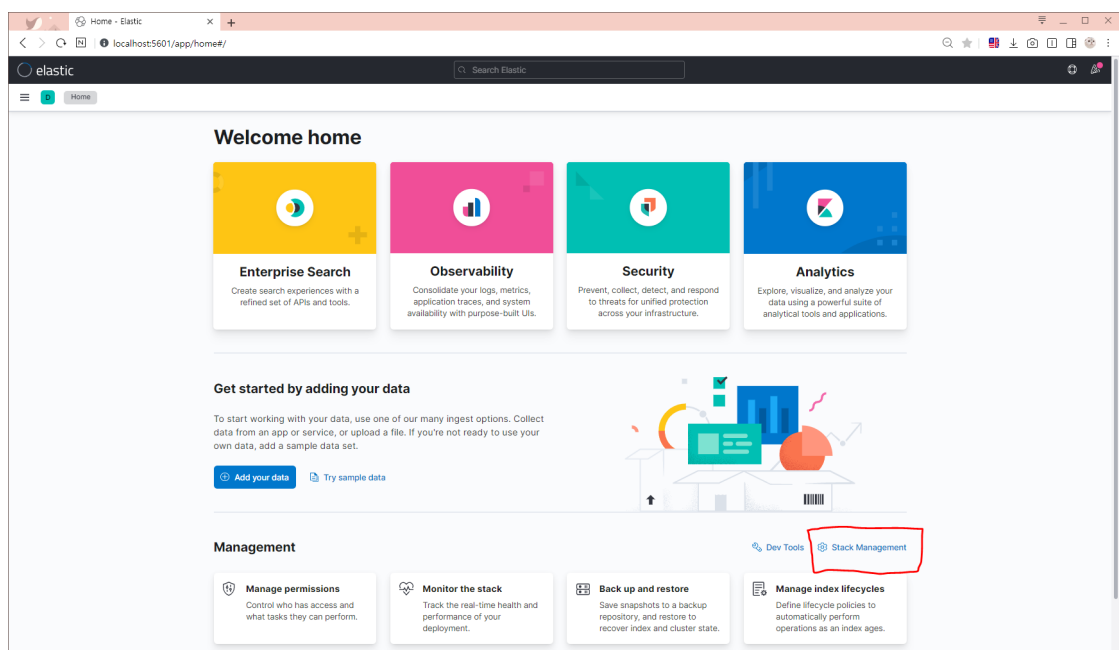 Home - Elastic
localhost:5601/app/home#/
elastic
Search Elastic
D
Home
Welcome home
Enterprise Search
Create search experiences with a
refined set of APIs and tools.
Observability
Consolidate your logs, metrics,
application traces, and system
availability with purpose-built UIs.
Security
Prevent, collect, detect, and respond
to threats for unified protection
across your infrastructure.
Analytics
Explore, visualize, and analyze your
data using a powerful suite of
analytical tools and applications.
Get started by adding your data
To start working with your data, use one of our many ingest options. Collect
data from an app or service, or upload a file. If you're not ready to use your
own data, add a sample data set.
Add your data
Try sample data
Management
Dev Tools
Stack Management
Manage permissions
Control who has access and
what tasks they can perform.
Monitor the stack
Track the real-time health and
performance of your
deployment.
Back up and restore
Save snapshots to a backup
repository, and restore to
recover index and cluster state.
Manage index lifecycles
Define lifecycle policies to
automatically perform
operations as an index ages.